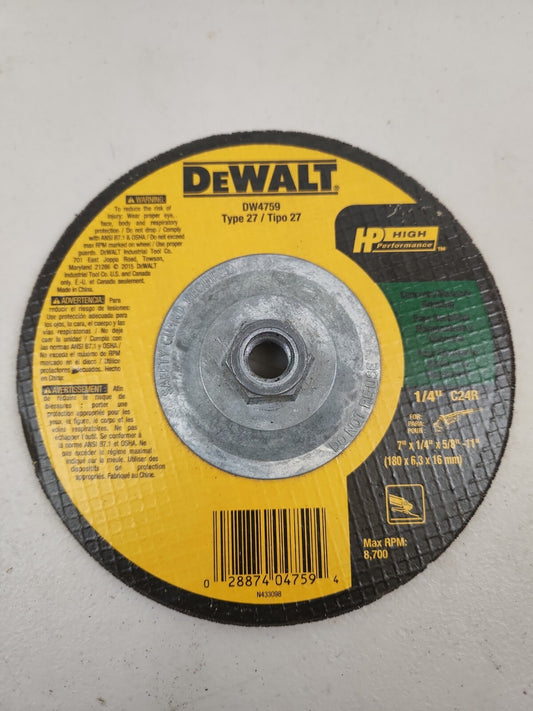 DEWALT®
DW4759
Type 27 / Tipo 27
HP HIGH
Performance™
WARNING:
To reduce the risk of
injury: Wear proper eye,
face, body and respiratory
protection / Do not drop / Comply
with ANSI B7.1 & OSHA / Do not exceed
max RPM marked on wheel / Use proper
guards. DEWALT Industrial Tool Co.
701 East Joppa Road, Towson,
Maryland 21286 © 2015 DEWALT
Industrial Tool Co. U.S. and Canada
only. É.-U. et Canada seulement.
Made in China.
ADVERTENCIA: Para
reducir el riesgo de lesiones:
Use protección adecuada para
los ojos, la cara, el cuerpo y las
vías respiratorias / No deje
caer la unidad / Cumpla con
las normas ANSI B7.1 y OSHA /
No exceda el máximo de RPM
marcado en el disco / Utilice
protectores adecuados. Hecho
en China.
AVERTISSEMENT: Afin
de réduire le risque de
blessures : porter une
protection appropriée pour les
yeux, la figure, le corps et les
voies respiratoires. Ne pas
échapper l'outil. Se conformer à
la norme ANSI B7.1 et OSHA. Ne
pas excéder le régime maximal
indiqué sur la meule. Utiliser des
dispositifs de protection
appropriés. Fabriqué au China.
1/4" C24R
FOR:
PARA:
POUR
7" x 1/4" x 5/8"-11"
(180 x 6,3 x 16 mm)
Max RPM:
8,700
0 28874 04759 4
N433098